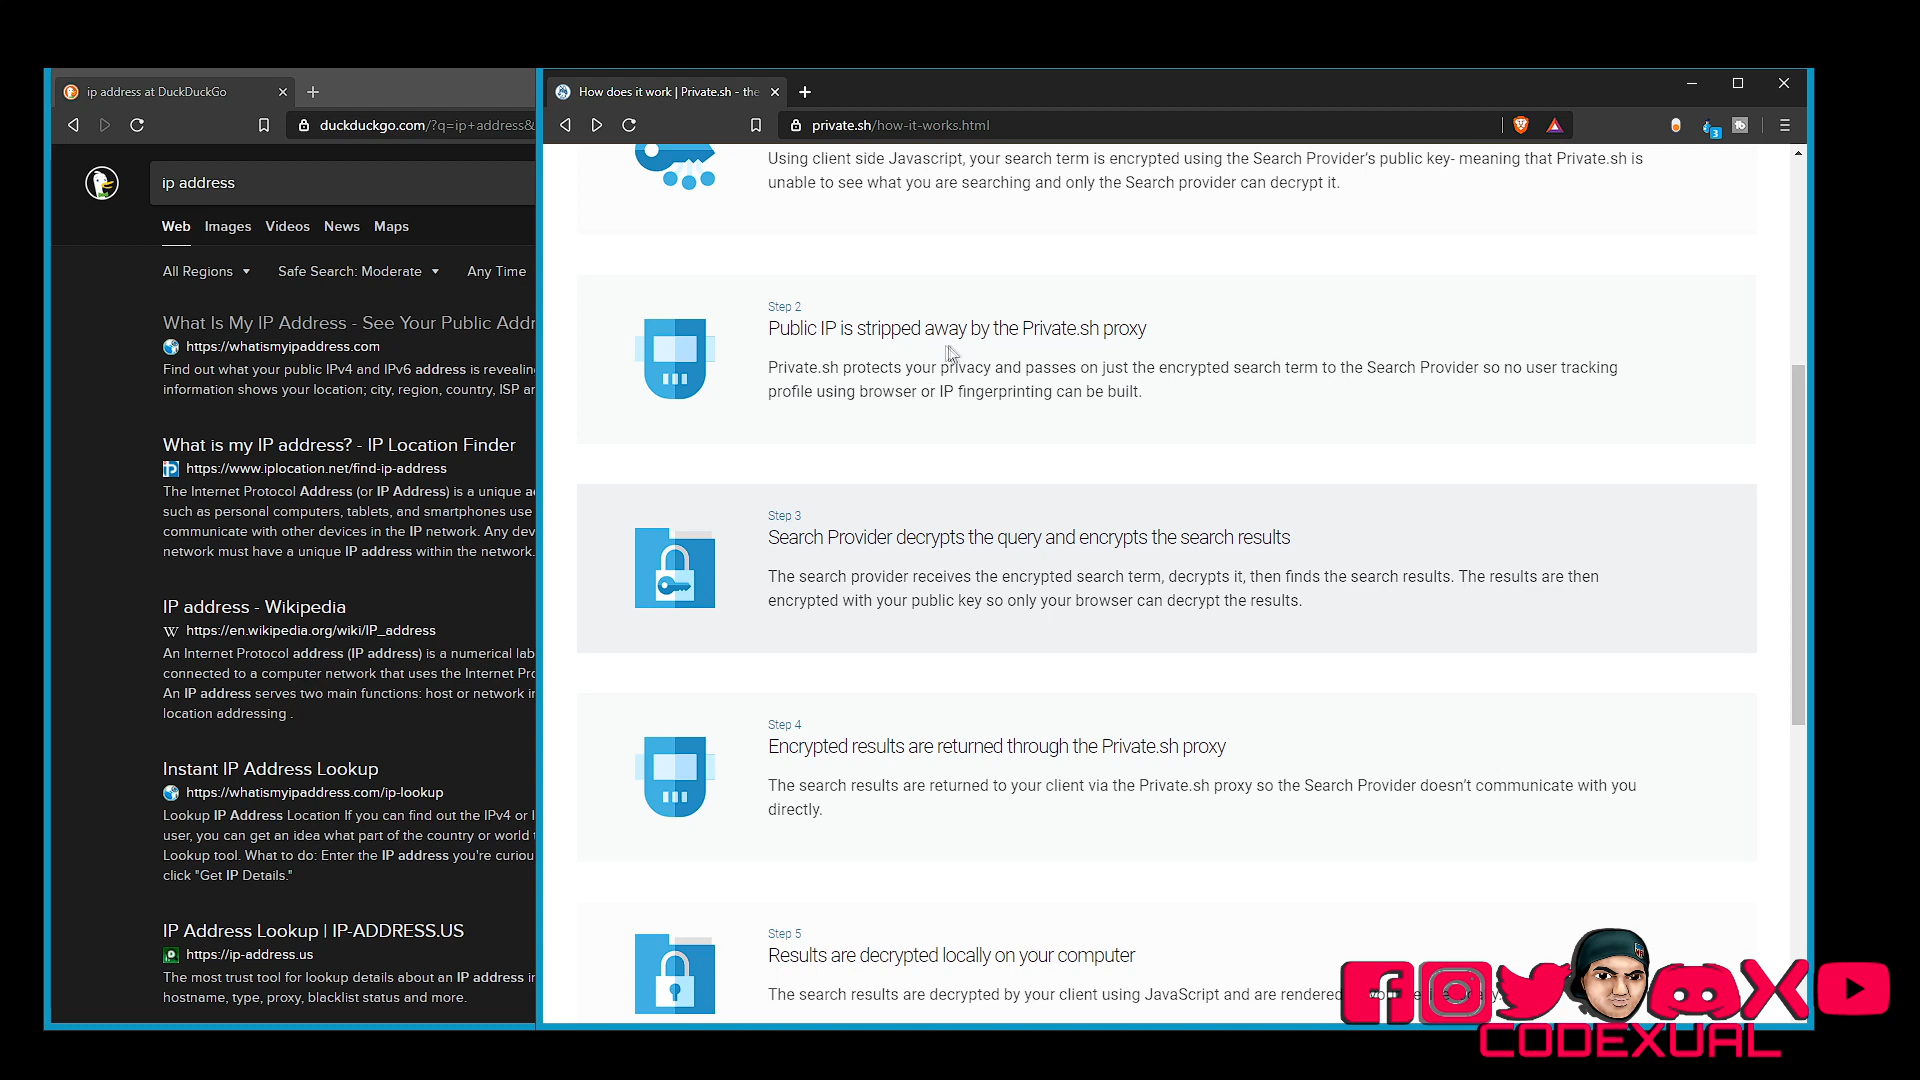 ip address at DuckDuckGo
duckduckgo.com/?q=ip+address&
ip address
Web Images Videos News Maps
All Regions Safe Search: Moderate Any Time
What Is My IP Address - See Your Public Addr
https://whatismyipaddress.com
Find out what your public IPv4 and IPv6 address is revealing
information shows your location; city, region, country, ISP an
What is my IP address? - IP Location Finder
https://www.iplocation.net/find-ip-address
The Internet Protocol Address (or IP Address) is a unique ad
such as personal computers, tablets, and smartphones use
communicate with other devices in the IP network. Any dev
network must have a unique IP address within the network.
IP address - Wikipedia
W https://en.wikipedia.org/wiki/IP_address
An Internet Protocol address (IP address) is a numerical lab
connected to a computer network that uses the Internet Pro
An IP address serves two main functions: host or network in
location addressing .
Instant IP Address Lookup
https://whatismyipaddress.com/ip-lookup
Lookup IP Address Location If you can find out the IPv4 or I
user, you can get an idea what part of the country or world t
Lookup tool. What to do: Enter the IP address you're curiou
click "Get IP Details."
IP Address Lookup | IP-ADDRESS.US
https://ip-address.us
The most trust tool for lookup details about an IP address in
hostname, type, proxy, blacklist status and more.
How does it work | Private.sh - the
private.sh/how-it-works.html
3
tb
Using client side Javascript, your search term is encrypted using the Search Provider's public key- meaning that Private.sh is
unable to see what you are searching and only the Search provider can decrypt it.
Step 2
Public IP is stripped away by the Private.sh proxy
Private.sh protects your privacy and passes on just the encrypted search term to the Search Provider so no user tracking
profile using browser or IP fingerprinting can be built.
Step 3
Search Provider decrypts the query and encrypts the search results
The search provider receives the encrypted search term, decrypts it, then finds the search results. The results are then
encrypted with your public key so only your browser can decrypt the results.
Step 4
Encrypted results are returned through the Private.sh proxy
The search results are returned to your client via the Private.sh proxy so the Search Provider doesn't communicate with you
directly.
Step 5
Results are decrypted locally on your computer
The search results are decrypted by your client using JavaScript and are rendered
CODEXUAL